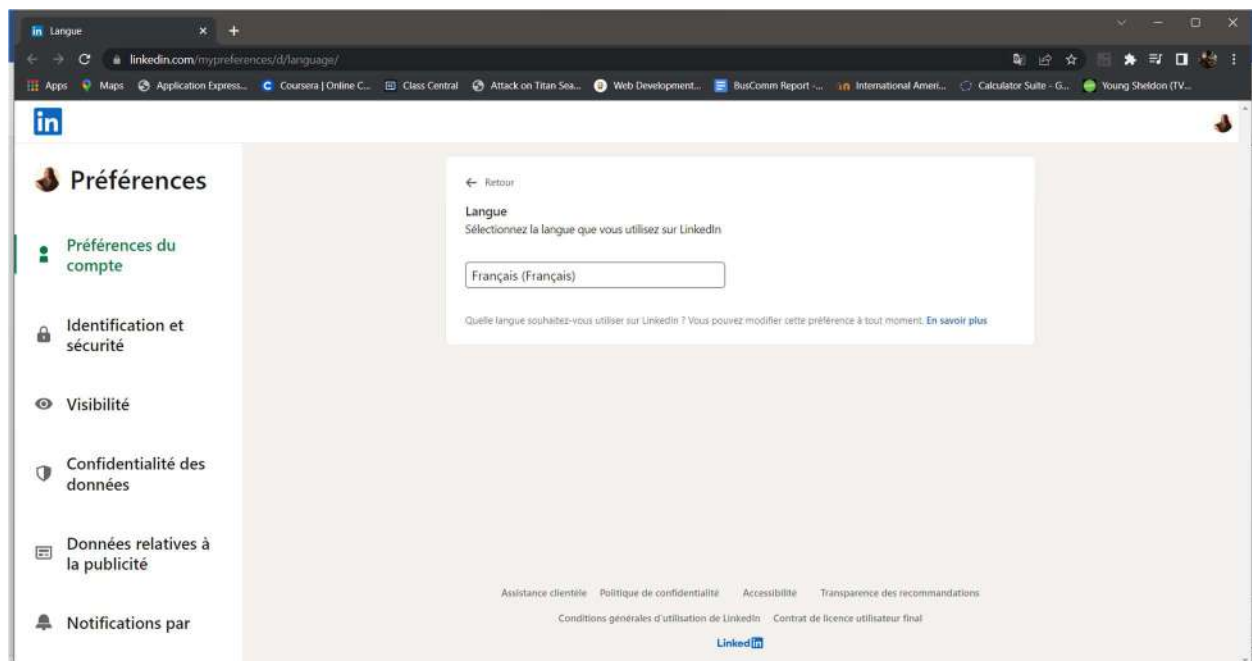 Langue
linkedin.com/mypreferences/d/language/
Apps Maps Application Express... Coursera | Online C... Class Central Attack on Titan Sea... Web Development... BusComm Report -... International Ameri... Calculator Suite - G... Young Sheldon (TV...
in
Préférences
Préférences du
compte
Identification et
sécurité
Visibilité
Confidentialité des
données
Données relatives à
la publicité
Notifications par
Retour
Langue
Sélectionnez la langue que vous utilisez sur LinkedIn
Français (Français)
Quelle langue souhaitez-vous utiliser sur LinkedIn ? Vous pouvez modifier cette préférence à tout moment. En savoir plus
Assistance clientèle Politique de confidentialité Accessibilité Transparence des recommandations
Conditions générales d'utilisation de LinkedIn Contrat de licence utilisateur final
LinkedIn